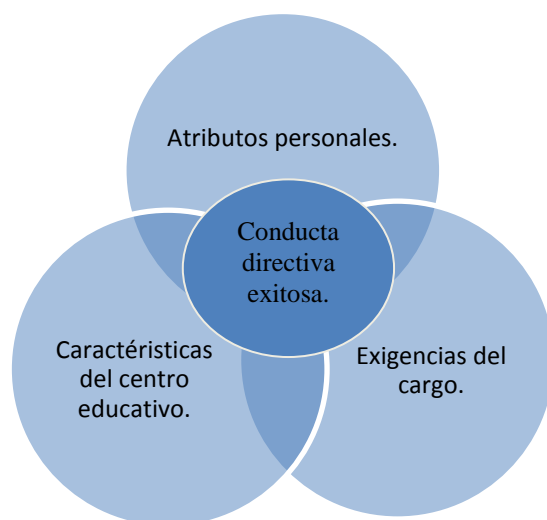 Atributos personales.
Conducta
directiva
exitosa.
Caractéristicas
del centro
educativo.
Exigencias del
cargo.